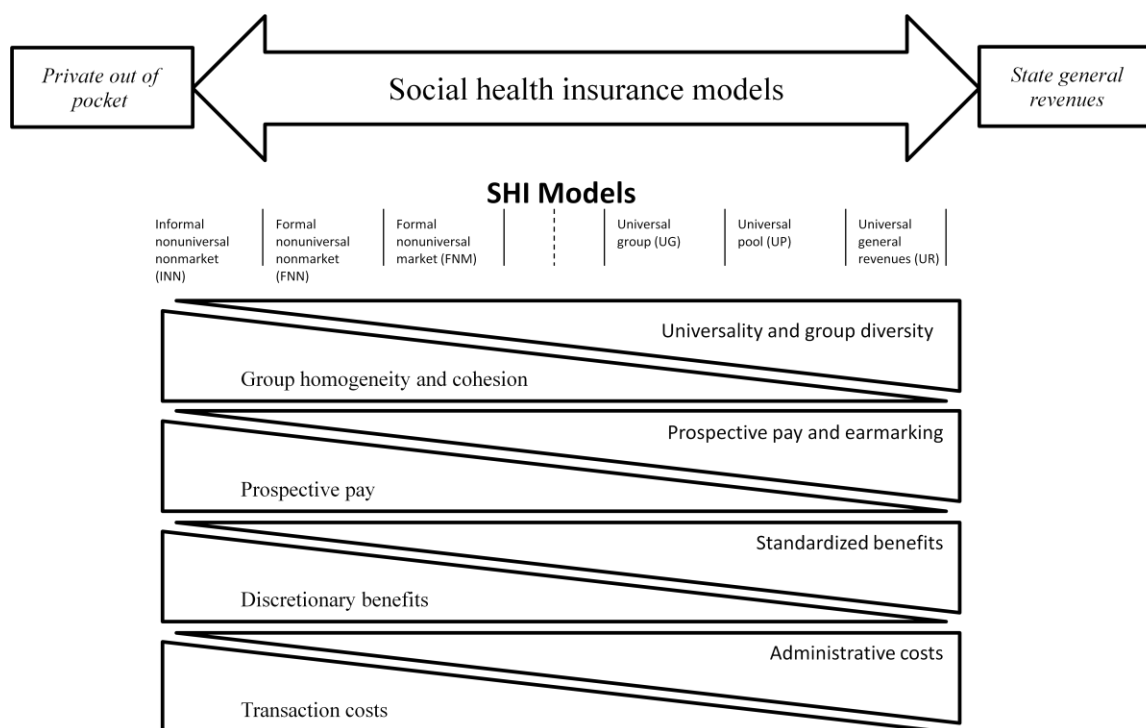 Private out of
pocket
Social health insurance models
State general
revenues
SHI Models
Informal
nonuniversal
nonmarket
(INN)
Formal
nonuniversal
nonmarket
(FNN)
Formal
nonuniversal
market (FNM)
Universal
group (UG)
Universal
pool (UP)
Universal
general
revenues (UR)
Universality and group diversity
Group homogeneity and cohesion
Prospective pay and earmarking
Prospective pay
Standardized benefits
Discretionary benefits
Administrative costs
Transaction costs